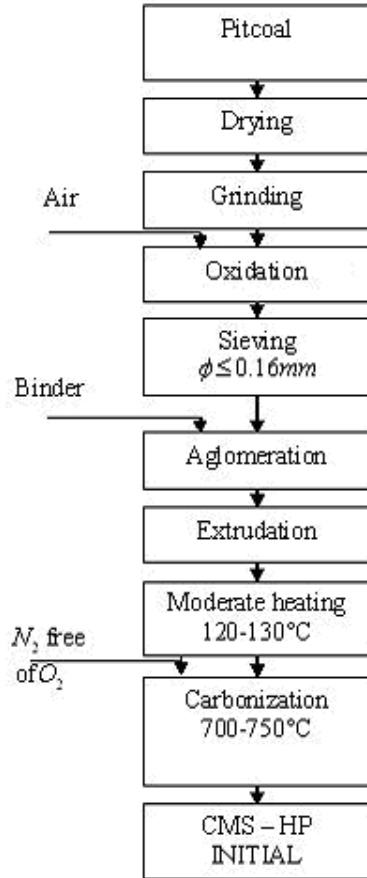 Pitcoal
Drying
Air
Grinding
Oxidation
Sieving
ϕ≤0.16mm
Binder
Aglomeration
Extrudation
Moderate heating
120-130°C
N₂ free
of O₂
Carbonization
700-750°C
CMS – HP
INITIAL